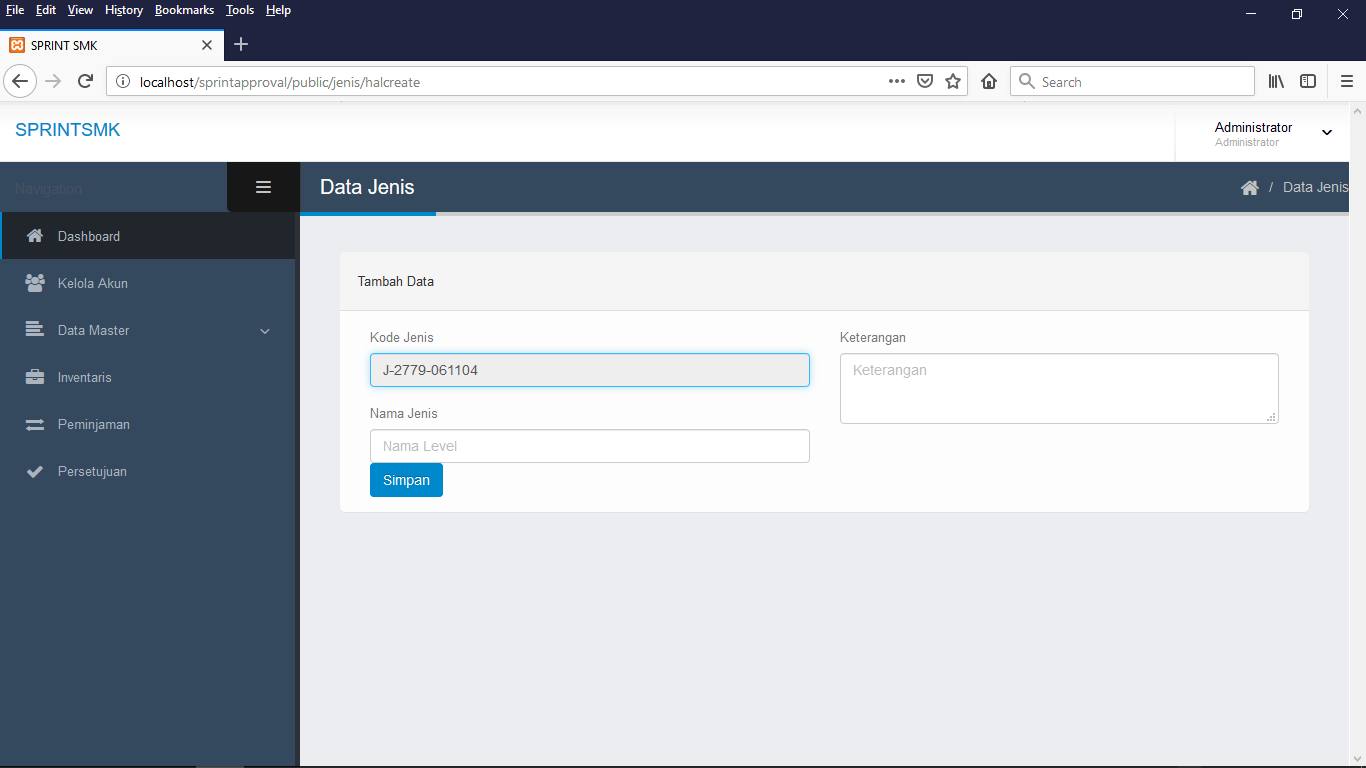 File Edit View History Bookmarks Tools Help
SPRINT SMK
localhost/sprintapproval/public/jenis/halcreate
Search
SPRINTSMK
Administrator
Administrator
Navigation
Data Jenis
/ Data Jenis
Dashboard
Kelola Akun
Data Master
Inventaris
Peminjaman
Persetujuan
Tambah Data
Kode Jenis
J-2779-061104
Nama Jenis
Nama Level
Simpan
Keterangan
Keterangan